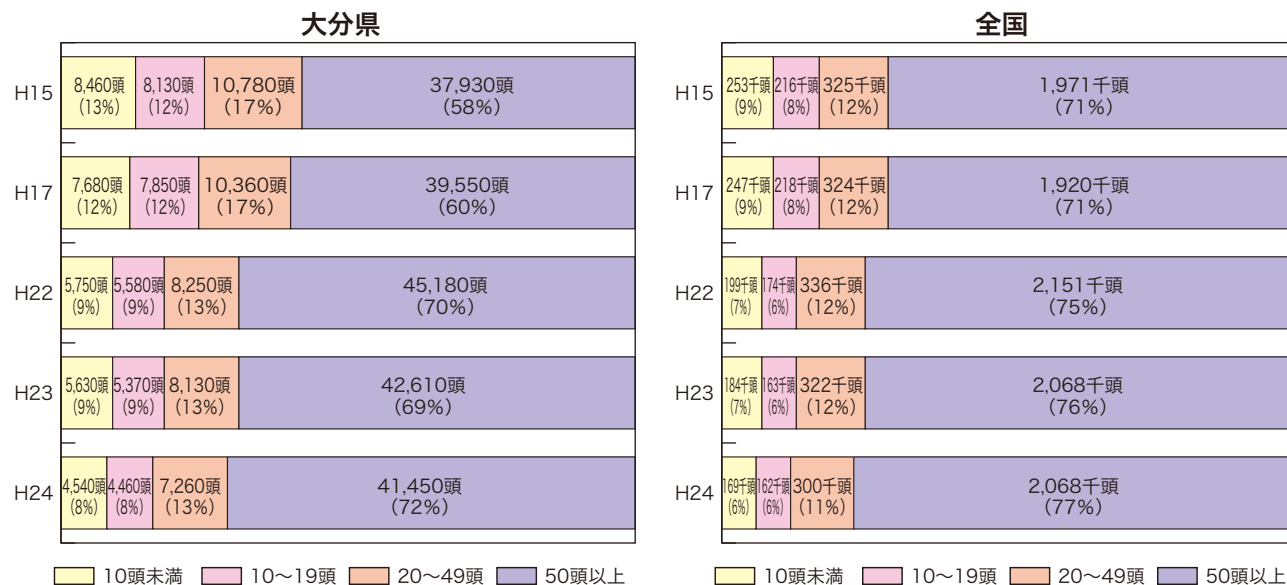 大分県
H15
8,460頭
(13%)
8,130頭
(12%)
10,780頭
(17%)
37,930頭
(58%)
H17
7,680頭
(12%)
7,850頭
(12%)
10,360頭
(17%)
39,550頭
(60%)
H22
5,750頭
(9%)
5,580頭
(9%)
8,250頭
(13%)
45,180頭
(70%)
H23
5,630頭
(9%)
5,370頭
(9%)
8,130頭
(13%)
42,610頭
(69%)
H24
4,540頭
(8%)
4,460頭
(8%)
7,260頭
(13%)
41,450頭
(72%)
10頭未満 10〜19頭 20〜49頭 50頭以上
全国
H15
253千頭
(9%)
216千頭
(8%)
325千頭
(12%)
1,971千頭
(71%)
H17
247千頭
(9%)
218千頭
(8%)
324千頭
(12%)
1,920千頭
(71%)
H22
199千頭
(7%)
174千頭
(6%)
336千頭
(12%)
2,151千頭
(75%)
H23
184千頭
(7%)
163千頭
(6%)
322千頭
(12%)
2,068千頭
(76%)
H24
169千頭
(6%)
162千頭
(6%)
300千頭
(11%)
2,068千頭
(77%)
10頭未満 10〜19頭 20〜49頭 50頭以上